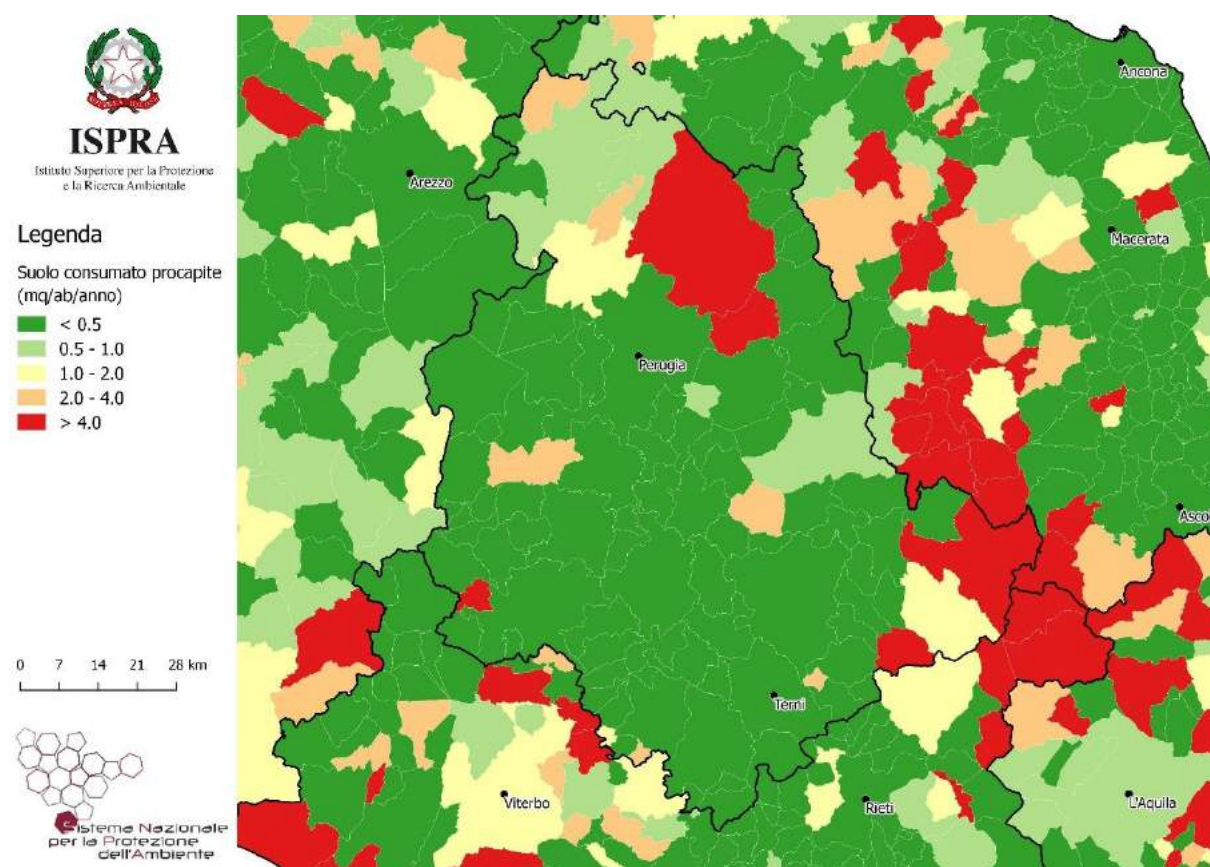 ISPRA
Istituto Superiore per la Protezione
e la Ricerca Ambientale
Legenda
Suolo consumato procapite
(mq/ab/anno)
< 0.5
0.5 - 1.0
1.0 - 2.0
2.0 - 4.0
> 4.0
0 7 14 21 28 km
Sistema Nazionale
per la Protezione
dell'Ambiente
Ancona
Arezzo
Macerata
Perugia
Asco
Terni
Viterbo
Rieti
L'Aquila